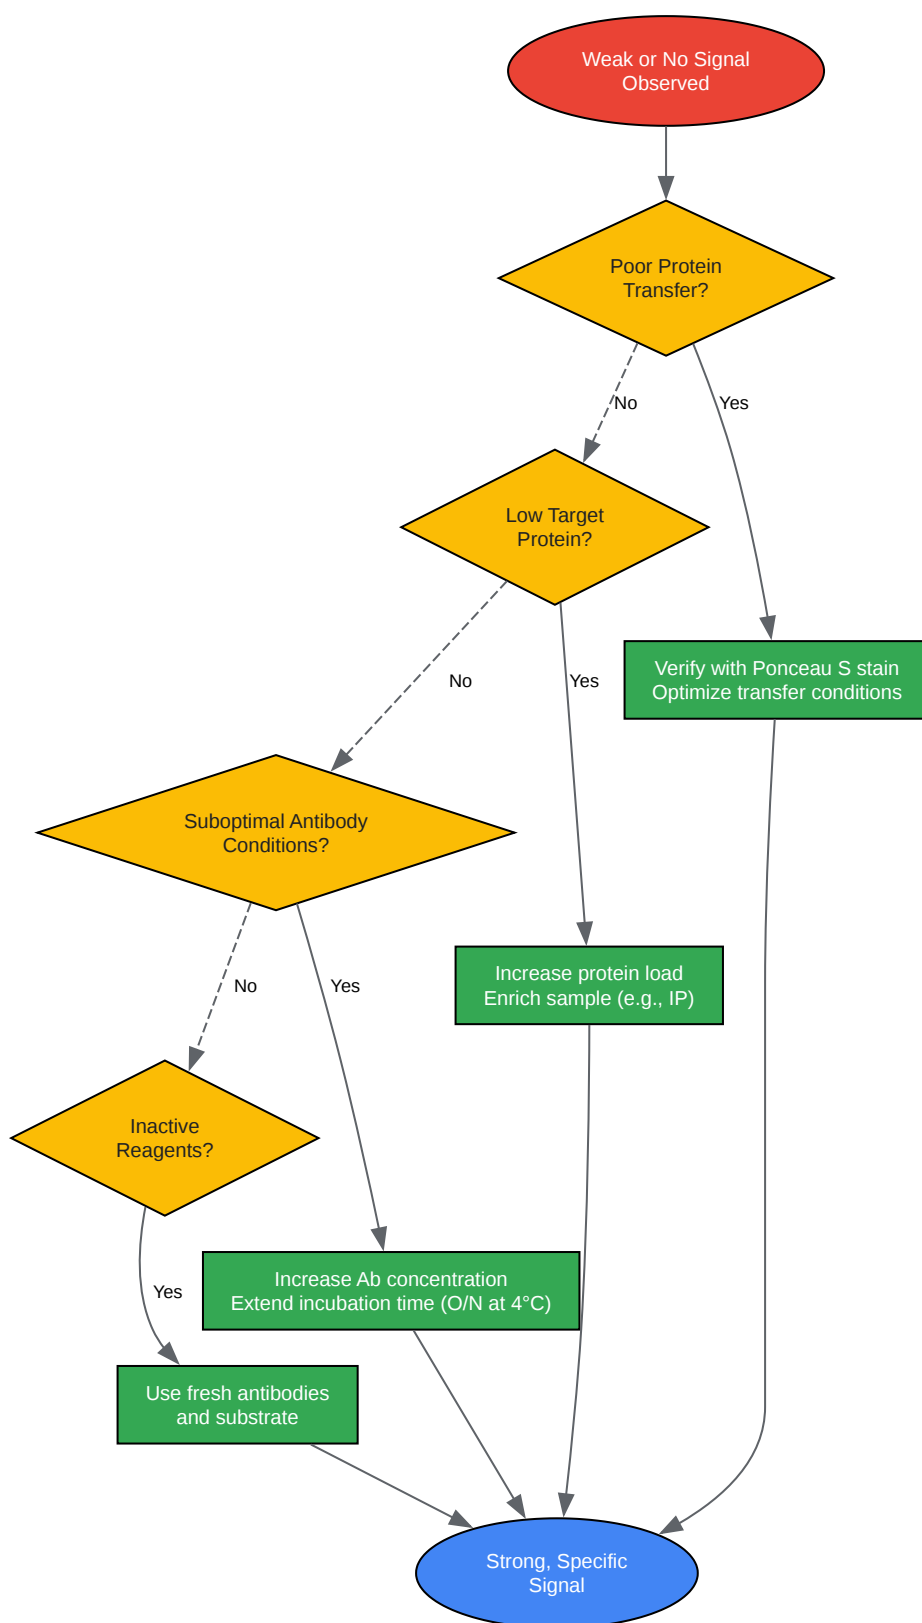 Weak or No Signal
Observed
Poor Protein
Transfer?
No
Yes
Low Target
Protein?
No
Yes
Verify with Ponceau S stain
Optimize transfer conditions
Suboptimal Antibody
Conditions?
No
Yes
Increase protein load
Enrich sample (e.g., IP)
Inactive
Reagents?
Yes
Increase Ab concentration
Extend incubation time (O/N at 4°C)
Use fresh antibodies
and substrate
Strong, Specific
Signal